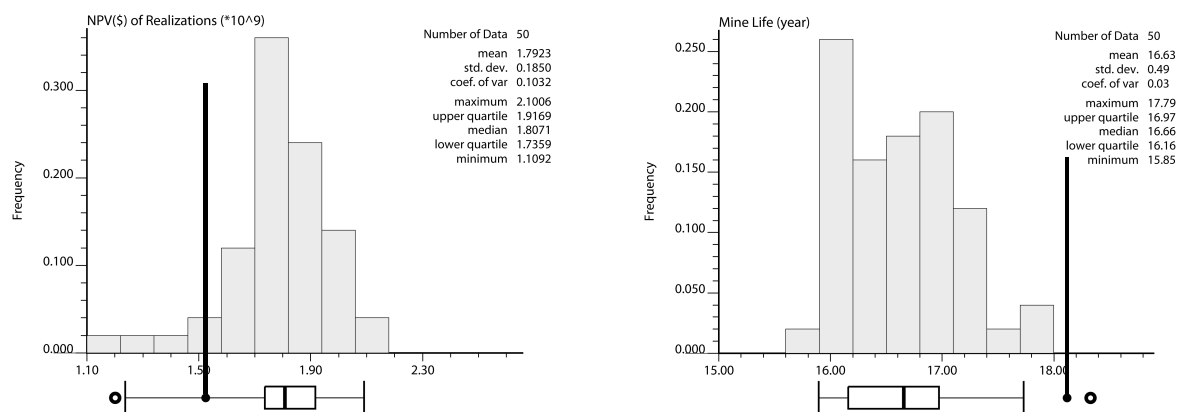 NPV($) of Realizations (*10^9)
Number of Data 50
mean 1.7923
std. dev. 0.1850
coef. of var 0.1032
maximum 2.1006
upper quartile 1.9169
median 1.8071
lower quartile 1.7359
minimum 1.1092
Frequency
0.300
0.200
0.100
0.000
1.10 1.50 1.90 2.30
Mine Life (year)
Number of Data 50
mean 16.63
std. dev. 0.49
coef. of var 0.03
maximum 17.79
upper quartile 16.97
median 16.66
lower quartile 16.16
minimum 15.85
Frequency
0.250
0.200
0.150
0.100
0.050
0.000
15.00 16.00 17.00 18.00